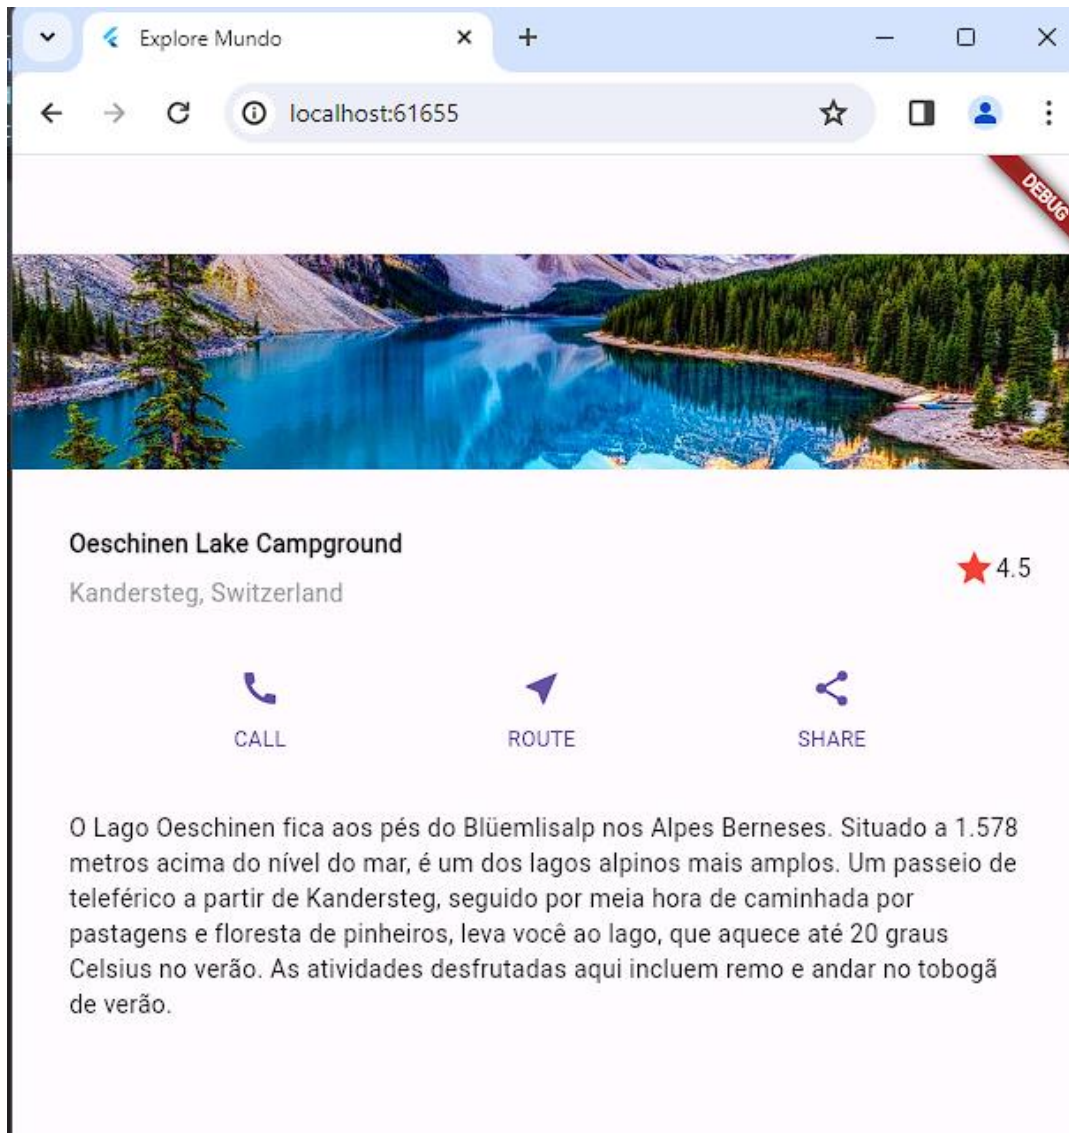 Explore Mundo
localhost:61655
DEBUG
Oeschinen Lake Campground
Kandersteg, Switzerland
4.5
CALL
ROUTE
SHARE
O Lago Oeschinen fica aos pés do Blüemlisalp nos Alpes Berneses. Situado a 1.578
metros acima do nível do mar, é um dos lagos alpinos mais amplos. Um passeio de
teleférico a partir de Kandersteg, seguido por meia hora de caminhada por
pastagens e floresta de pinheiros, leva você ao lago, que aquece até 20 graus
Celsius no verão. As atividades desfrutadas aqui incluem remo e andar no tobogã
de verão.